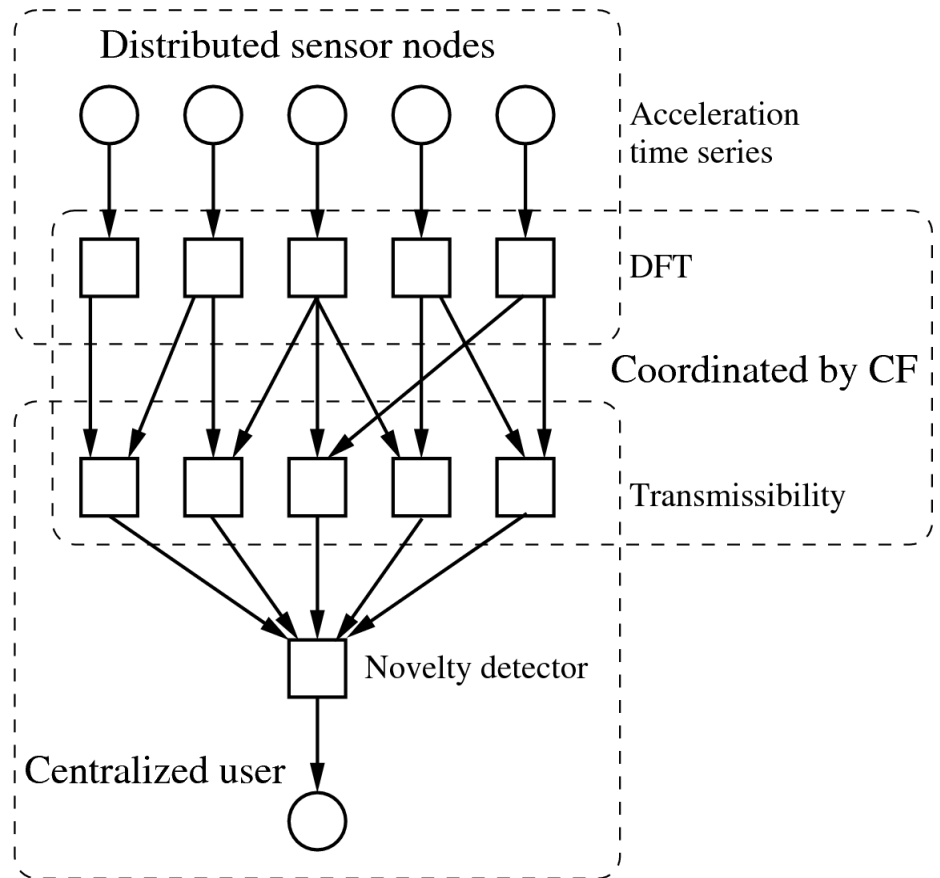 Distributed sensor nodes
Acceleration
time series
DFT
Coordinated by CF
Transmissibility
Novelty detector
Centralized user